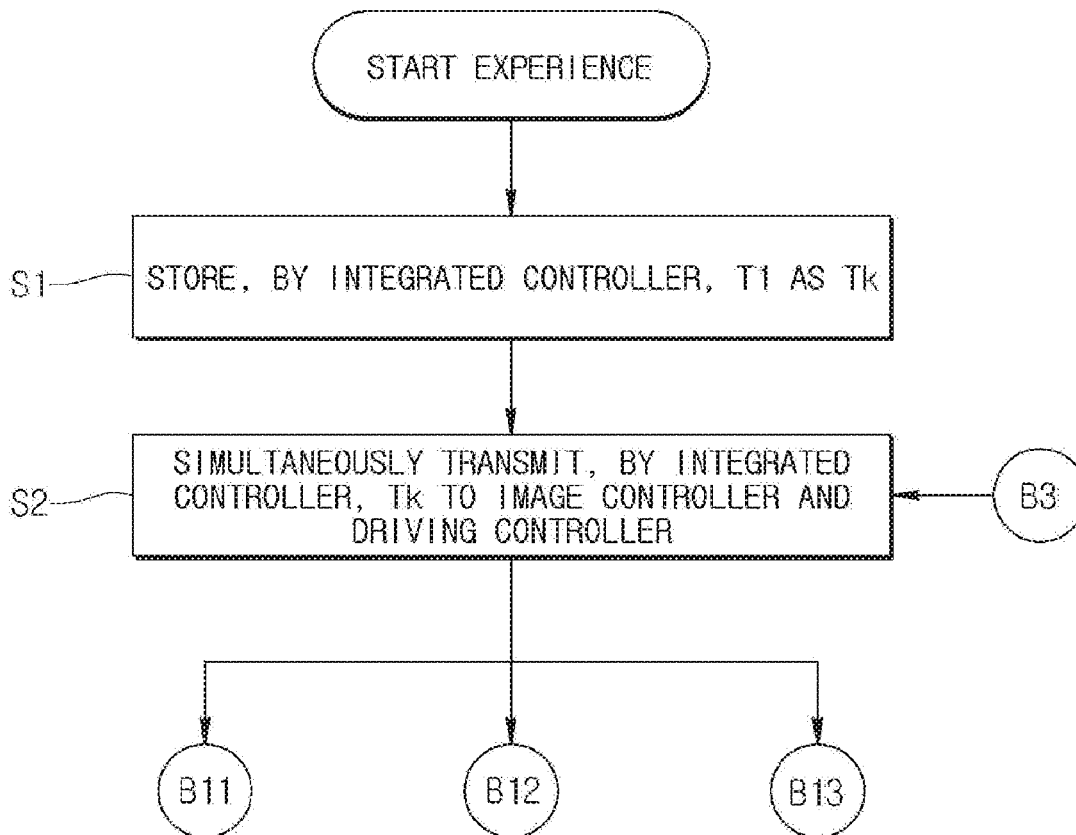 START EXPERIENCE
S1
STORE, BY INTEGRATED CONTROLLER, T1 AS Tk
SIMULTANEOUSLY TRANSMIT, BY INTEGRATED
S2
CONTROLLER, Tk TO IMAGE CONTROLLER AND
DRIVING CONTROLLER
B3
B11
B12
B13